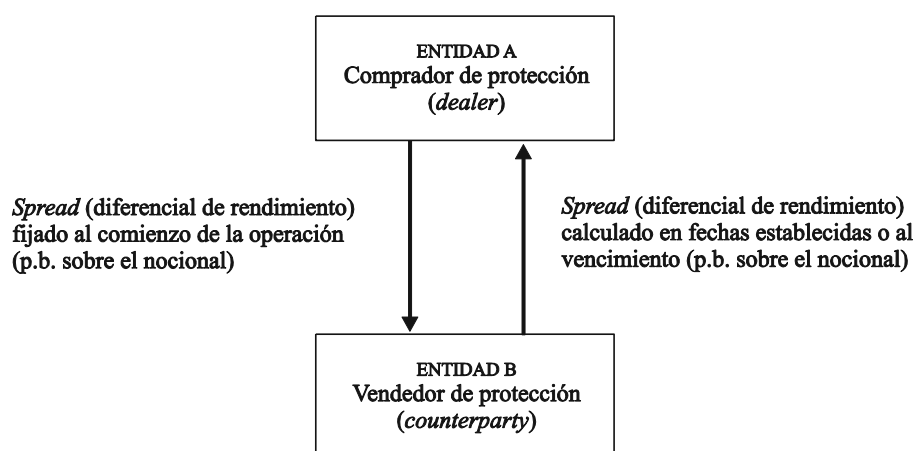 ENTIDAD A
Comprador de protección
(dealer)
Spread (diferencial de rendimiento)
fijado al comienzo de la operación
(p.b. sobre el nocional)
Spread (diferencial de rendimiento)
calculado en fechas establecidas o al
vencimiento (p.b. sobre el nocional)
ENTIDAD B
Vendedor de protección
(counterparty)